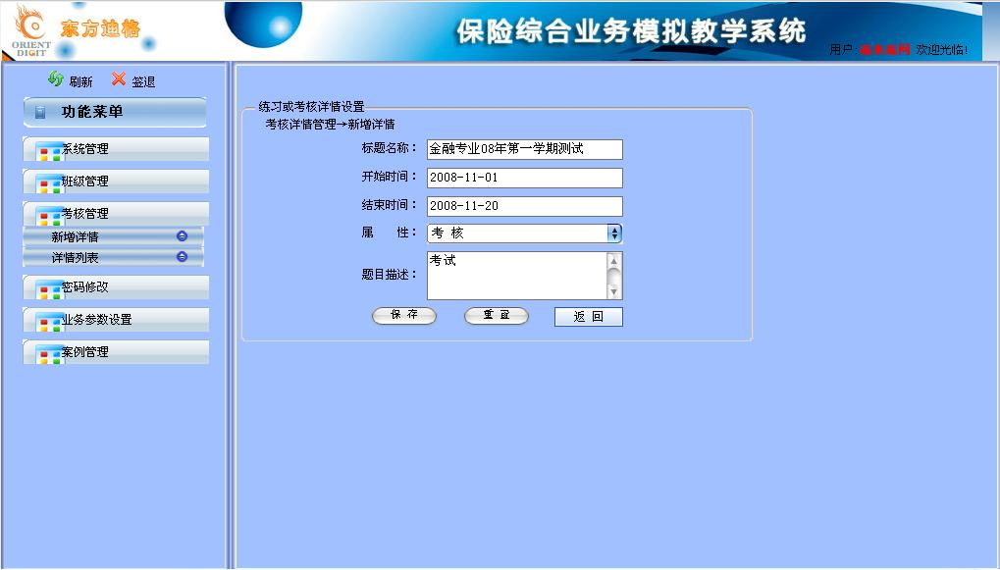 东方迪格
ORIENT
DIGIT
保险综合业务模拟教学系统
用户: 欢迎光临!
刷新 签退
功能菜单
系统管理
班级管理
考核管理
新增详情
详情列表
密码修改
业务参数设置
案例管理
练习或考核详情设置
考核详情管理→新增详情
标题名称： 金融专业08年第一学期测试
开始时间： 2008-11-01
结束时间： 2008-11-20
属 性： 考 核
题目描述： 考试
保 存 重 置 返 回